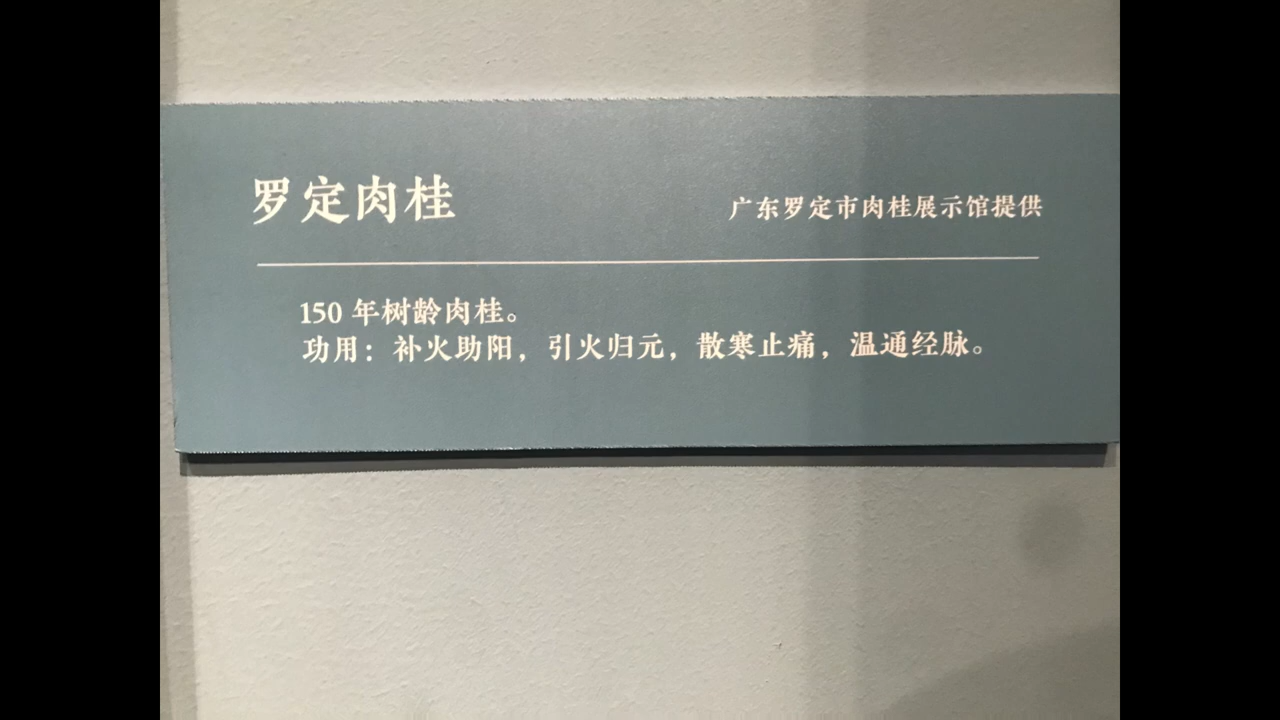 罗定肉桂
广东罗定市肉桂展示馆提供
150 年树龄肉桂。
功用：补火助阳，引火归元，散寒止痛，温通经脉。